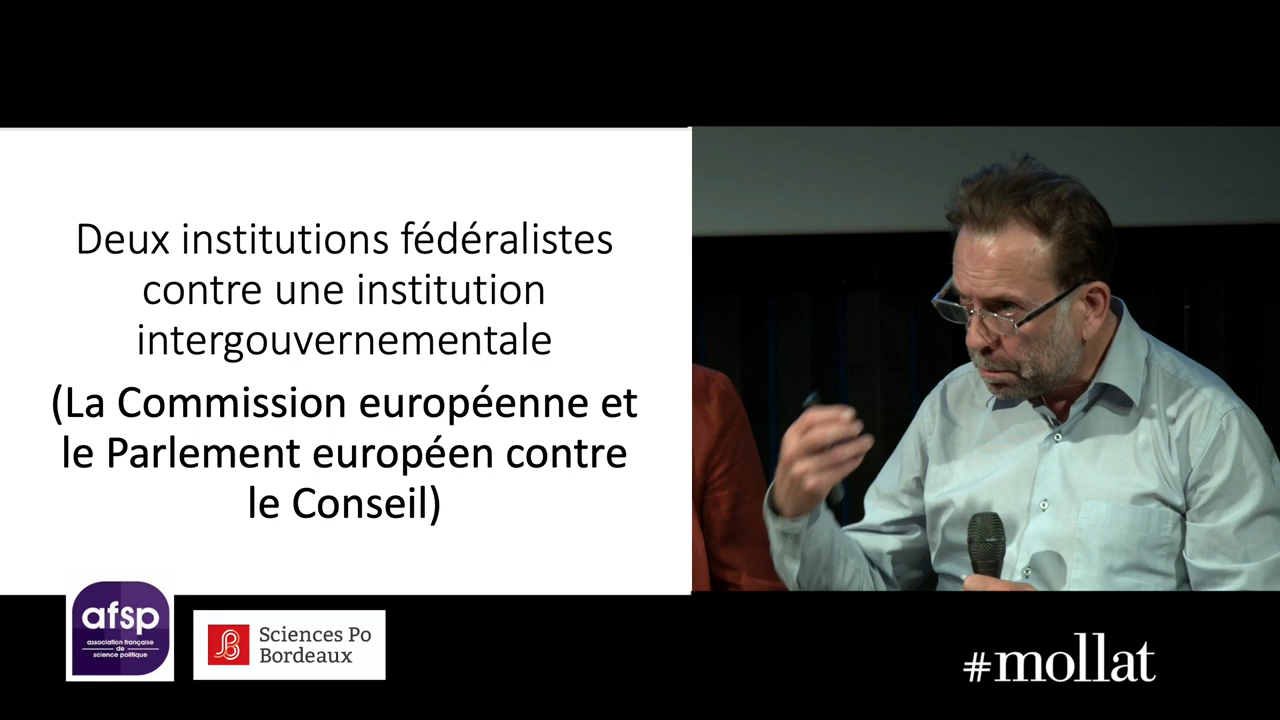 Deux institutions fédéralistes
contre une institution
intergouvernementale
(La Commission européenne et
le Parlement européen contre
le Conseil)
afsp
association française
de
science politique
Sciences Po
Bordeaux
#mollat